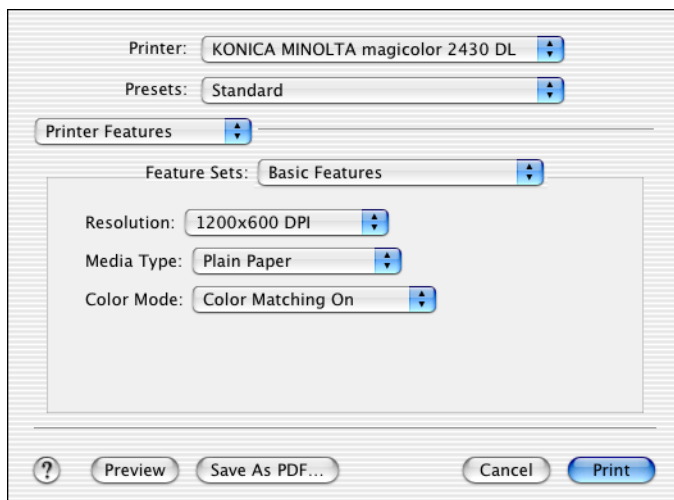 Printer: KONICA MINOLTA magicolor 2430 DL
Presets: Standard
Printer Features
Feature Sets: Basic Features
Resolution: 1200x600 DPI
Media Type: Plain Paper
Color Mode: Color Matching On
? Preview Save As PDF... Cancel Print